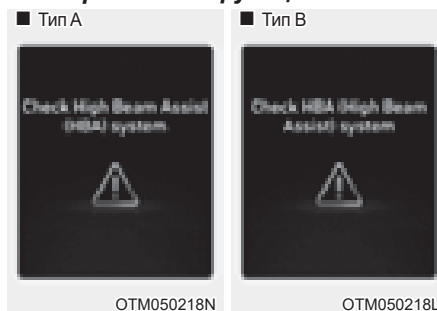 ■ Тип A
■ Тип B
Check High Beam Assist
(HBA) system
Check HBA (High Beam
Assist) system
OTM050218N
OTM050218L